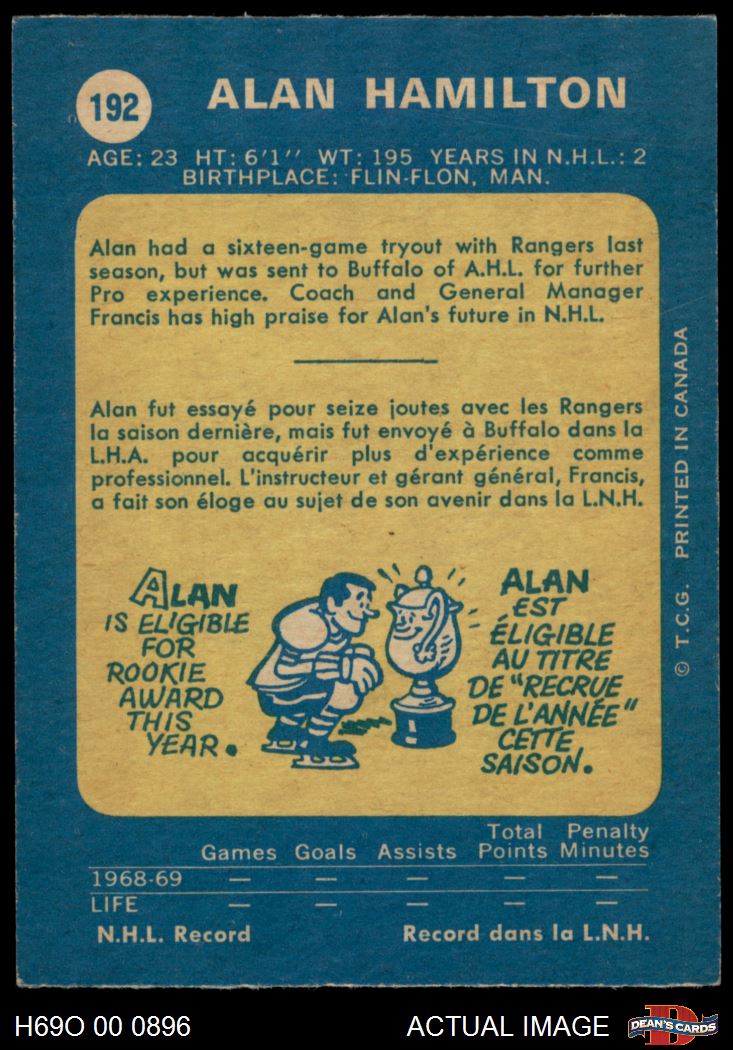 192
ALAN HAMILTON
AGE: 23 HT: 6'1'' WT: 195 YEARS IN N.H.L.: 2
BIRTHPLACE: FLIN-FLON, MAN.
Alan had a sixteen-game tryout with Rangers last
season, but was sent to Buffalo of A.H.L. for further
Pro experience. Coach and General Manager
Francis has high praise for Alan's future in N.H.L.
Alan fut essayé pour seize joutes avec les Rangers
la saison dernière, mais fut envoyé à Buffalo dans la
L.H.A. pour acquérir plus d'expérience comme
professionnel. L'instructeur et gérant général, Francis,
a fait son éloge au sujet de son avenir dans la L.N.H.
ALAN
IS ELIGIBLE
FOR
ROOKIE
AWARD
THIS
YEAR.
ALAN
EST
ÉLIGIBLE
AU TITRE
DE "RECRUE
DE L'ANNÉE"
CETTE
SAISON.
© T.C.G. PRINTED IN CANADA
Games Goals Assists Total Points Penalty Minutes
1968-69 — — — — —
LIFE — — — — —
N.H.L. Record Record dans la L.N.H.
H69O 00 0896 ACTUAL IMAGE DEAN'S CARDS